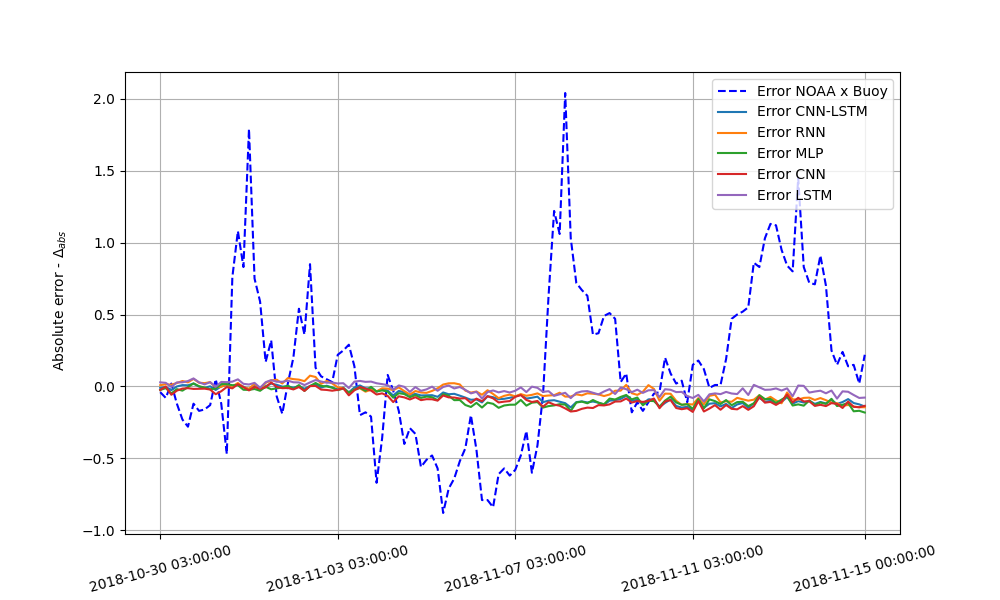 Error NOAA x Buoy
Error CNN-LSTM
Error RNN
Error MLP
Error CNN
Error LSTM
2.0
1.5
1.0
0.5
0.0
−0.5
−1.0
Absolute error - Δabs
2018-10-30 03:00:00
2018-11-03 03:00:00
2018-11-07 03:00:00
2018-11-11 03:00:00
2018-11-15 00:00:00